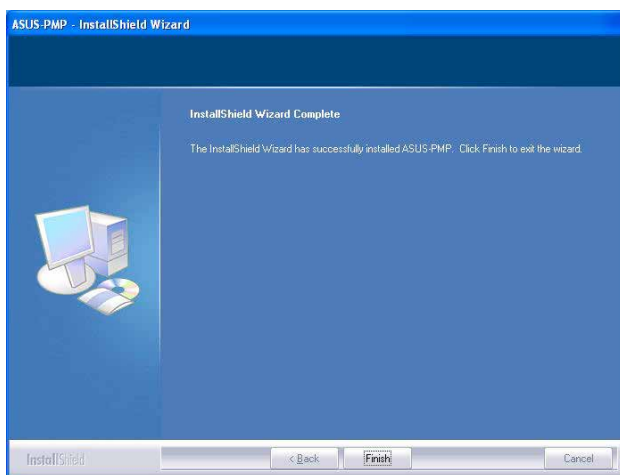 ASUS-PMP - InstallShield Wizard
InstallShield Wizard Complete
The InstallShield Wizard has successfully installed ASUS-PMP. Click Finish to exit the wizard.
InstallShield
< Back Finish Cancel